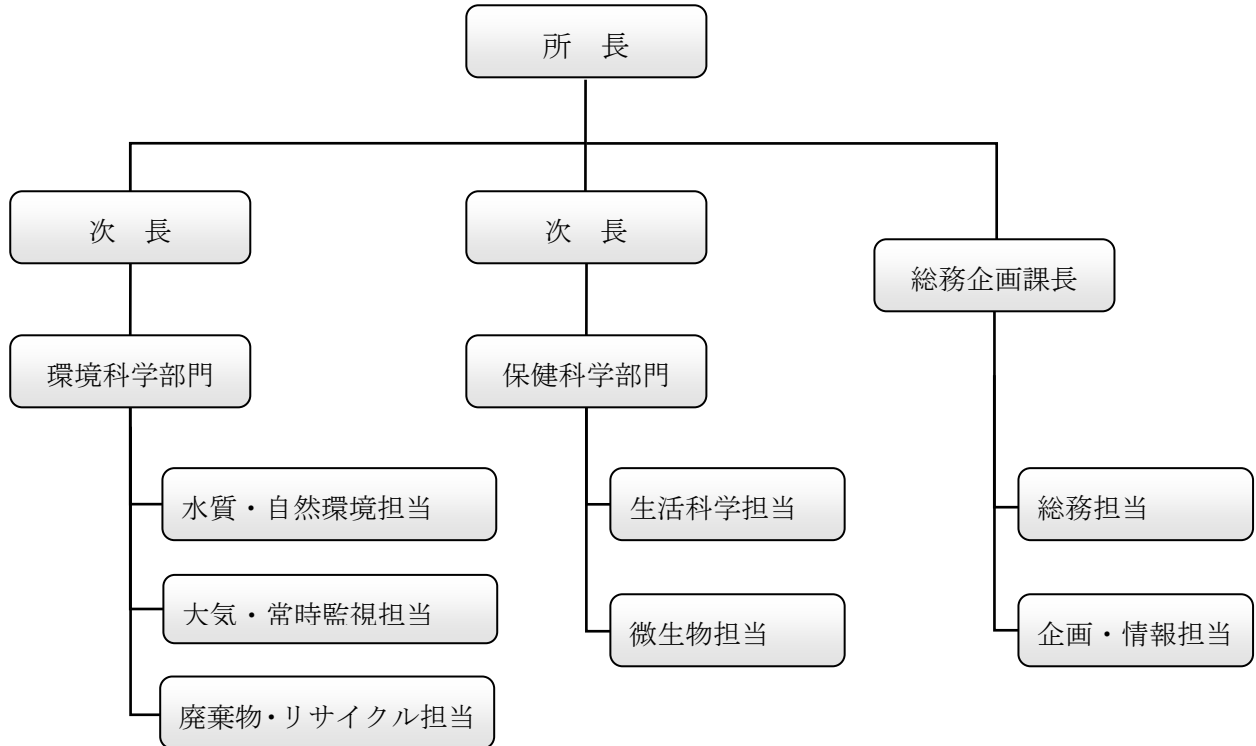 所　長
次　長
次　長
総務企画課長
環境科学部門
保健科学部門
水質・自然環境担当
生活科学担当
総務担当
大気・常時監視担当
微生物担当
企画・情報担当
廃棄物・リサイクル担当